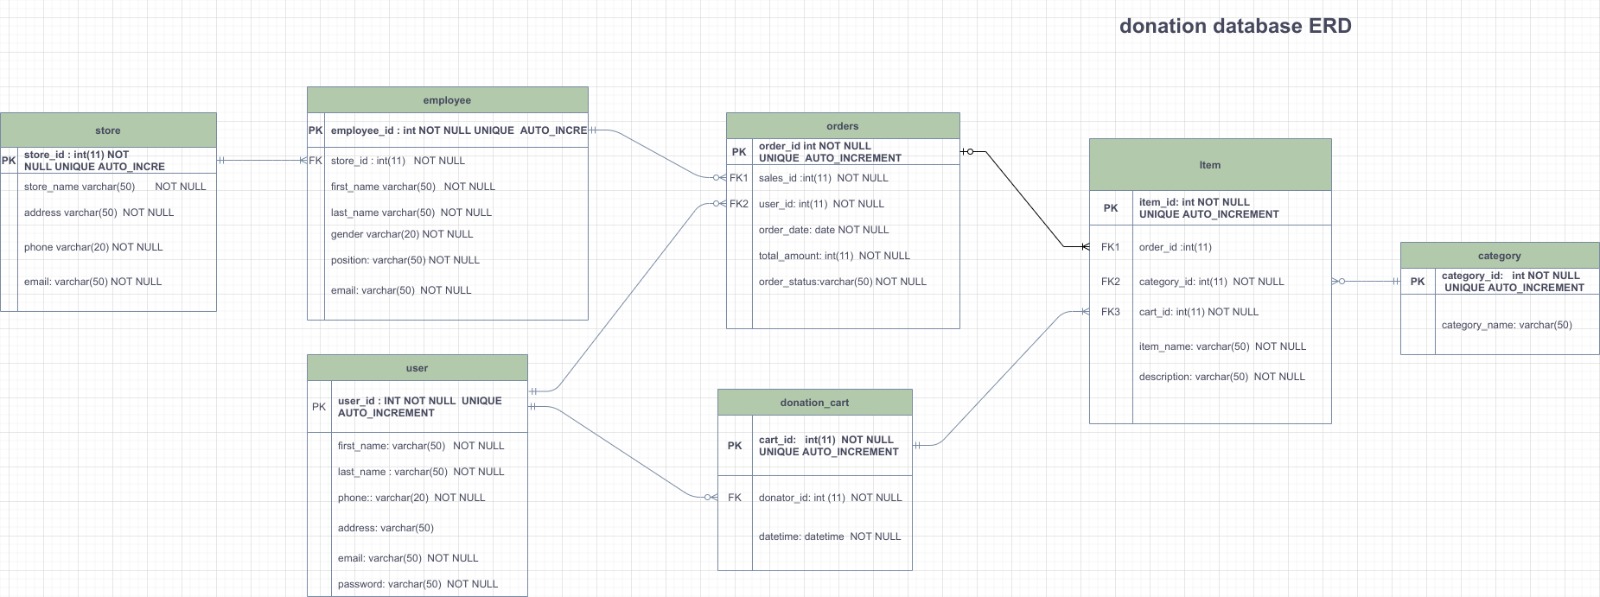 donation database ERD
store
PK store_id : int(11) NOT
NULL UNIQUE AUTO_INCRE
store_name varchar(50) NOT NULL
address varchar(50) NOT NULL
phone varchar(20) NOT NULL
email: varchar(50) NOT NULL
employee
PK employee_id : int NOT NULL UNIQUE AUTO_INCRE
FK store_id : int(11) NOT NULL
first_name varchar(50) NOT NULL
last_name varchar(50) NOT NULL
gender varchar(20) NOT NULL
position: varchar(50) NOT NULL
email: varchar(50) NOT NULL
user
PK user_id : INT NOT NULL UNIQUE
AUTO_INCREMENT
first_name: varchar(50) NOT NULL
last_name : varchar(50) NOT NULL
phone:: varchar(20) NOT NULL
address: varchar(50)
email: varchar(50) NOT NULL
password: varchar(50) NOT NULL
orders
PK order_id int NOT NULL
UNIQUE AUTO_INCREMENT
FK1 sales_id :int(11) NOT NULL
FK2 user_id: int(11) NOT NULL
order_date: date NOT NULL
total_amount: int(11) NOT NULL
order_status:varchar(50) NOT NULL
donation_cart
PK cart_id: int(11) NOT NULL
UNIQUE AUTO_INCREMENT
FK donator_id: int (11) NOT NULL
datetime: datetime NOT NULL
Item
PK item_id: int NOT NULL
UNIQUE AUTO_INCREMENT
FK1 order_id :int(11)
FK2 category_id: int(11) NOT NULL
FK3 cart_id: int(11) NOT NULL
item_name: varchar(50) NOT NULL
description: varchar(50) NOT NULL
category
PK category_id: int NOT NULL
UNIQUE AUTO_INCREMENT
category_name: varchar(50)